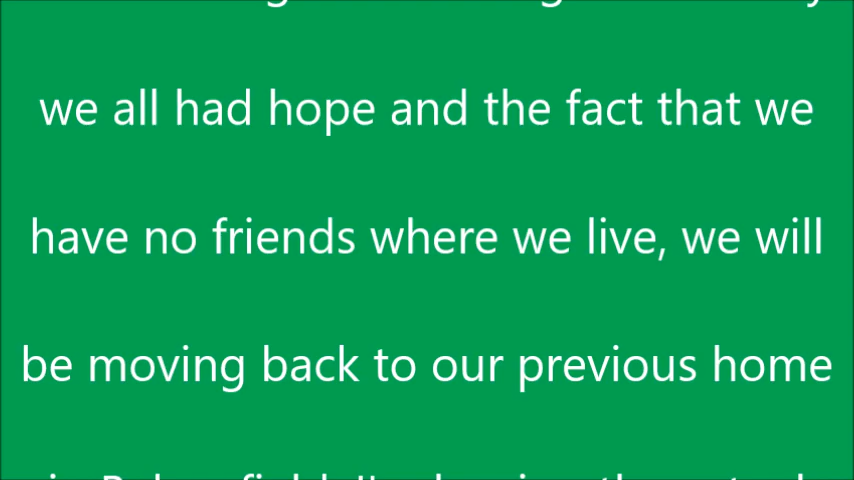 we all had hope and the fact that we
have no friends where we live, we will
be moving back to our previous home